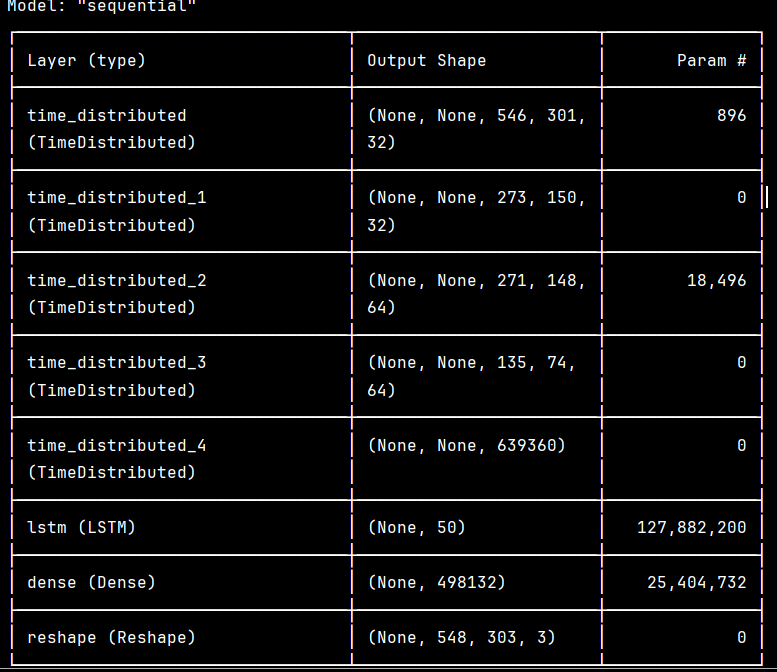 Model: "sequential"
Layer (type) Output Shape Param #
time_distributed (None, None, 546, 301, 896
(TimeDistributed) 32)
time_distributed_1 (None, None, 273, 150, 0
(TimeDistributed) 32)
time_distributed_2 (None, None, 271, 148, 18,496
(TimeDistributed) 64)
time_distributed_3 (None, None, 135, 74, 0
(TimeDistributed) 64)
time_distributed_4 (None, None, 639360) 0
(TimeDistributed)
lstm (LSTM) (None, 50) 127,882,200
dense (Dense) (None, 498132) 25,404,732
reshape (Reshape) (None, 548, 303, 3) 0